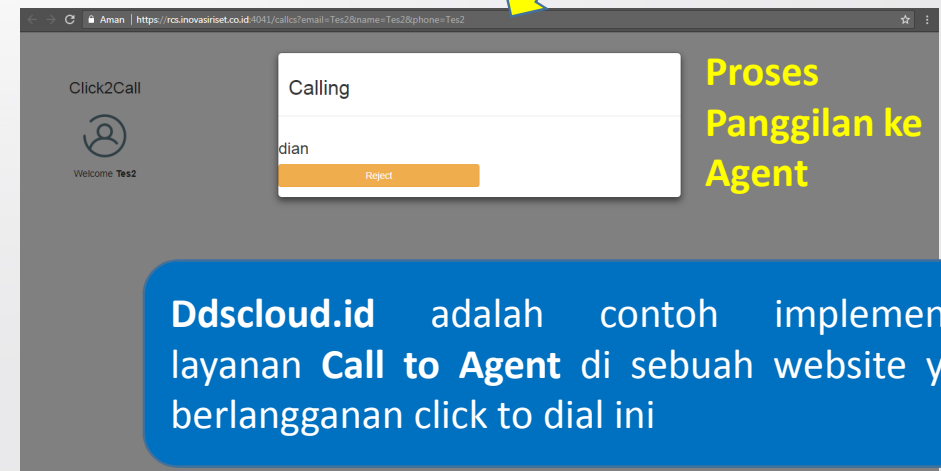 Aman | https://rcs.inovasiriset.co.id:4041/callcs?email=Tes2&name=Tes2&phone=Tes2
Click2Call
Welcome Tes2
Calling
dian
Reject
Proses
Panggilan ke
Agent
Ddscloud.id adalah contoh implemen
layanan Call to Agent di sebuah website y
berlangganan click to dial ini